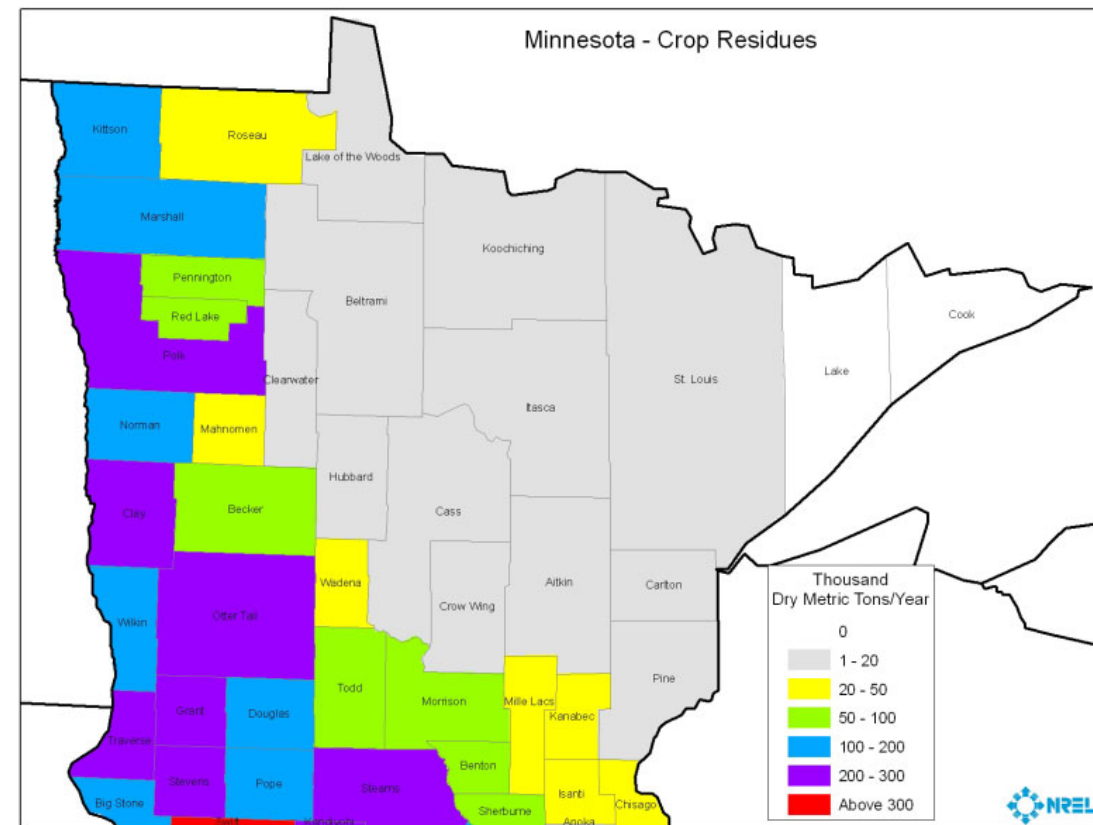 Minnesota - Crop Residues
Kittson
Roseau
Lake of the Woods
Marshall
Koochiching
Pennington
Beltrami
Red Lake
Cook
Polk
Clearwater
St. Louis
Lake
Itasca
Norman
Mahnomen
Hubbard
Becker
Cass
Clay
Wadena
Aitkin
Carlton
Crow Wing
Otter Tail
Wilkin
Pine
Todd
Morrison
Mille Lacs
Grant
Douglas
Kanabec
Traverse
Benton
Stevens
Pope
Stearns
Isanti
Big Stone
Sherburne
Chisago
Anoka
Thousand
Dry Metric Tons/Year
0
1 - 20
20 - 50
50 - 100
100 - 200
200 - 300
Above 300
NREL